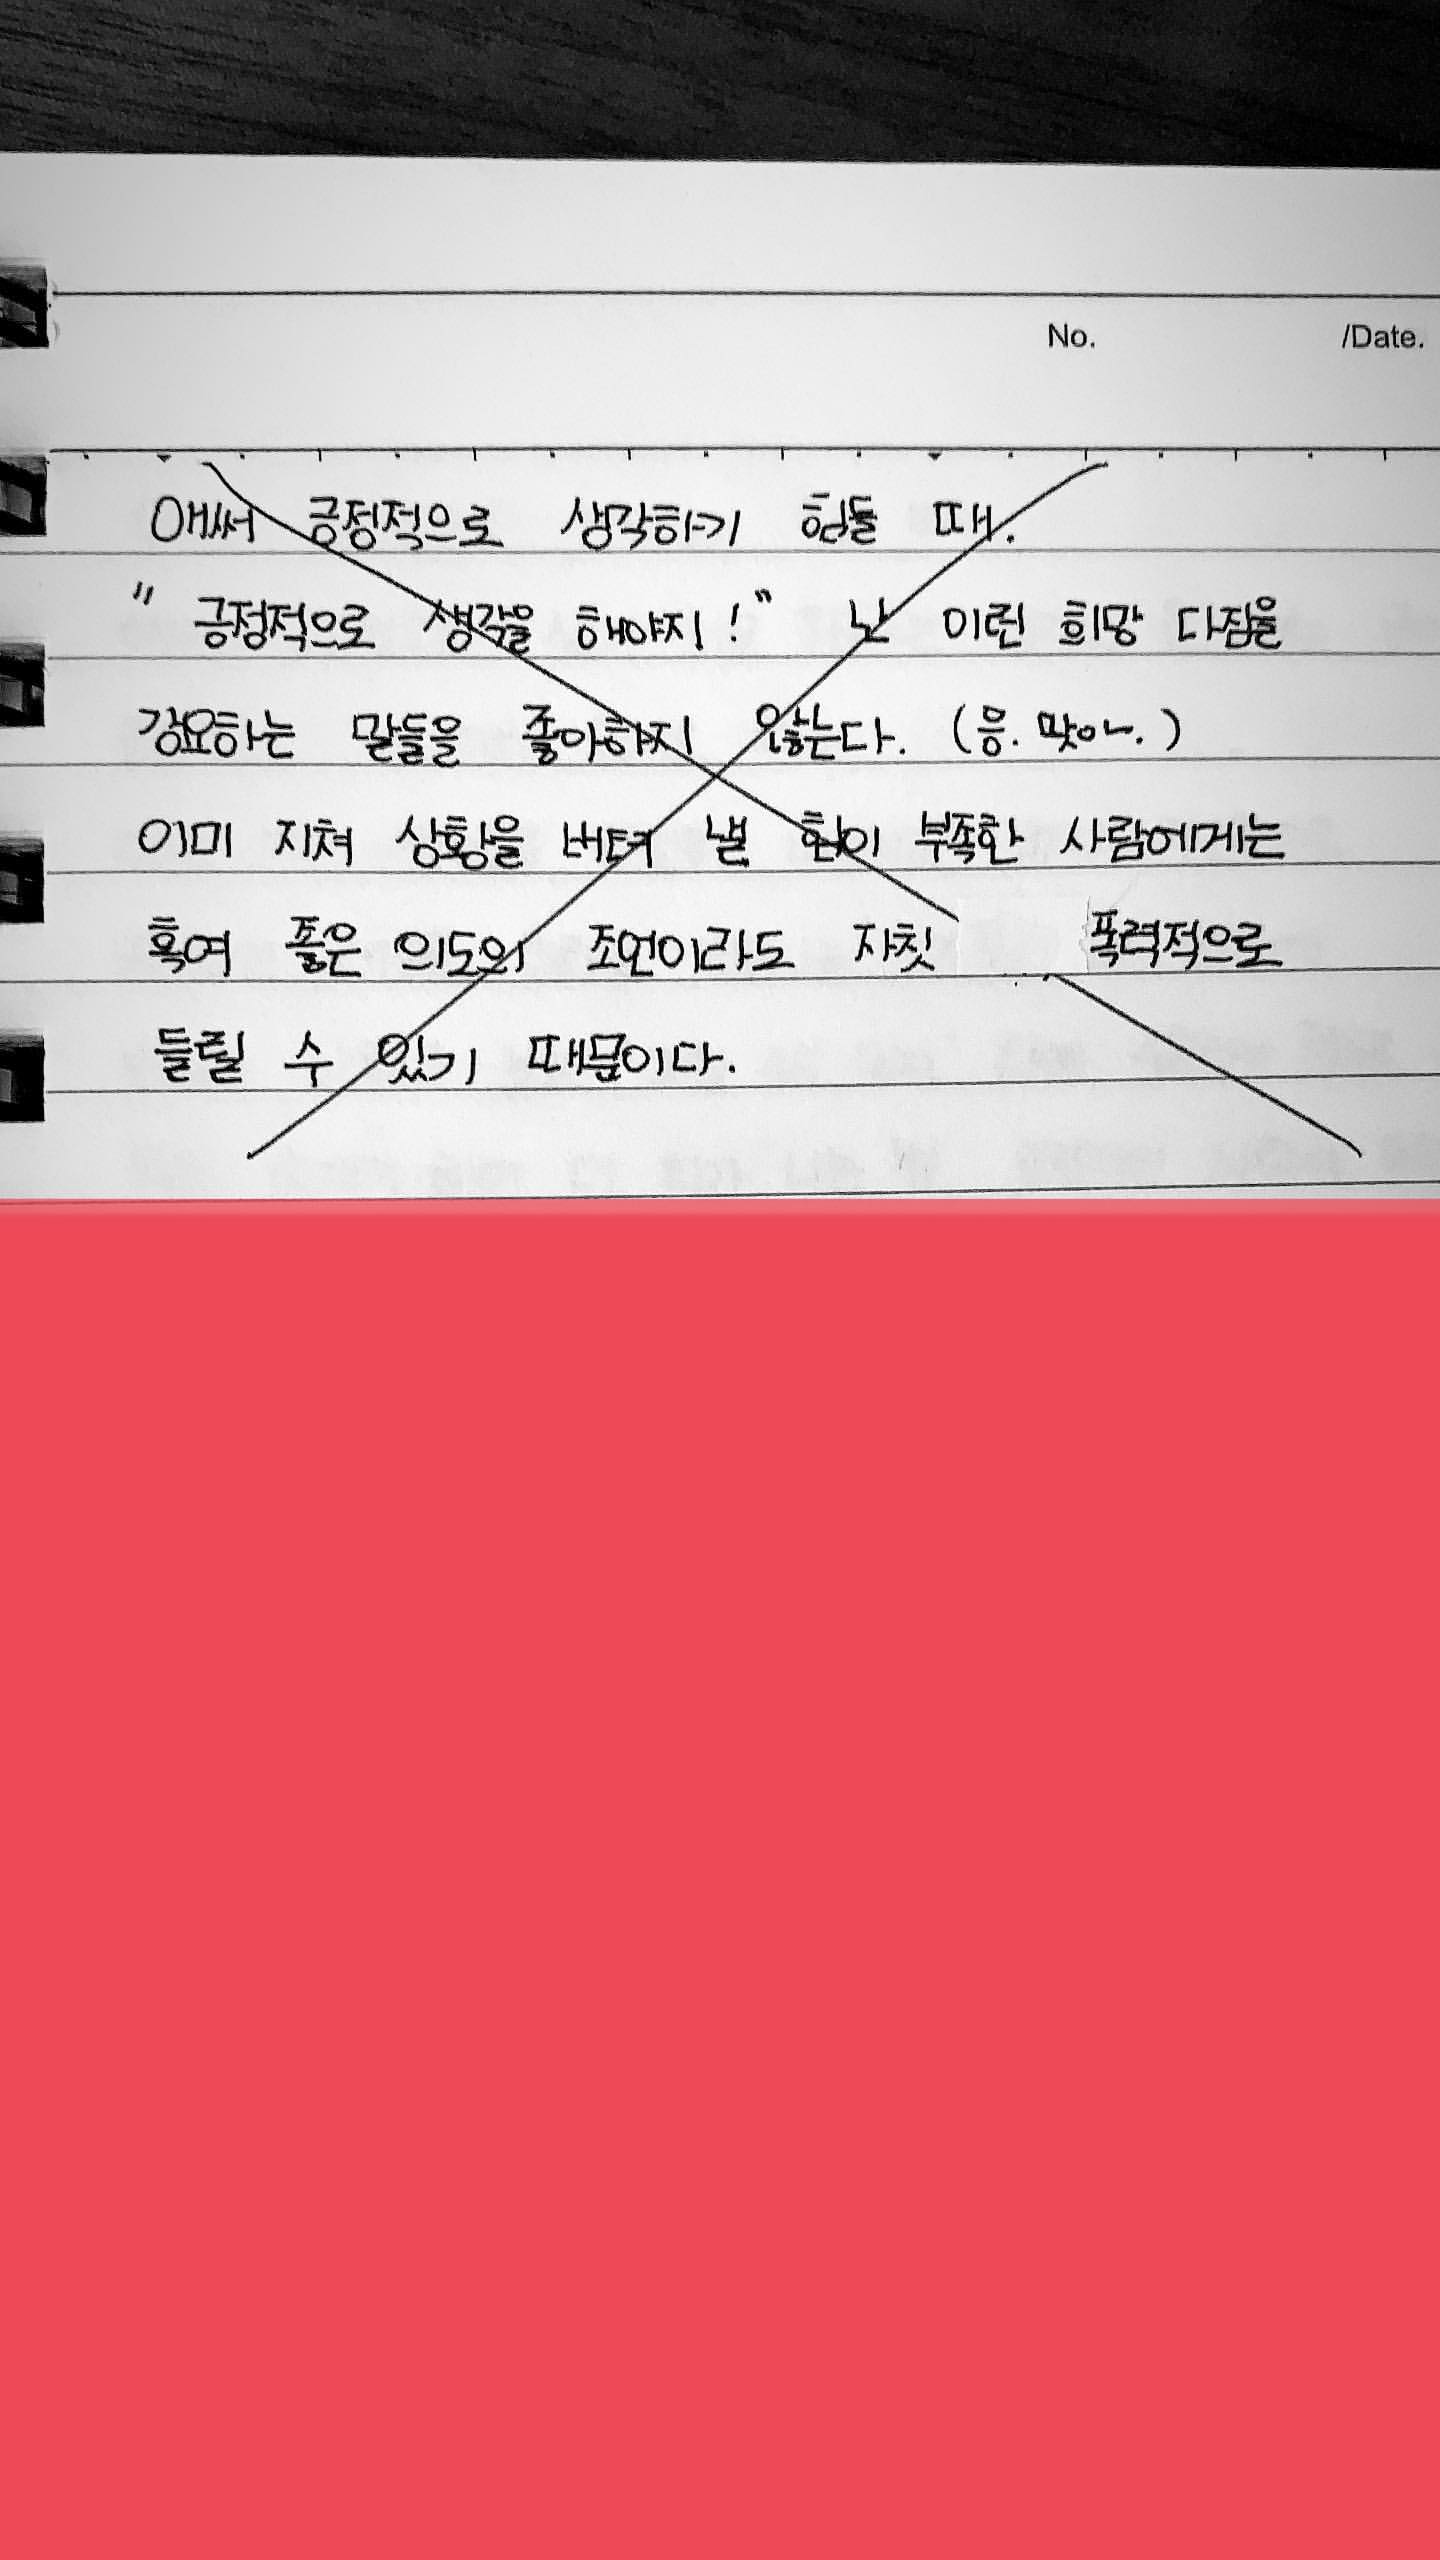 No. /Date.
애써 긍정적으로 생각하기 힘들 때.
"긍정적으로 생각을 해야지!" 난 이런 희망 다짐을
강요하는 말들을 좋아하지 않는다. (응. 맞아~.)
이미 지쳐 상황을 버텨 낼 힘이 부족한 사람에게는
혹여 좋은 의도의 조언이라도 자칫 폭력적으로
들릴 수 있기 때문이다.